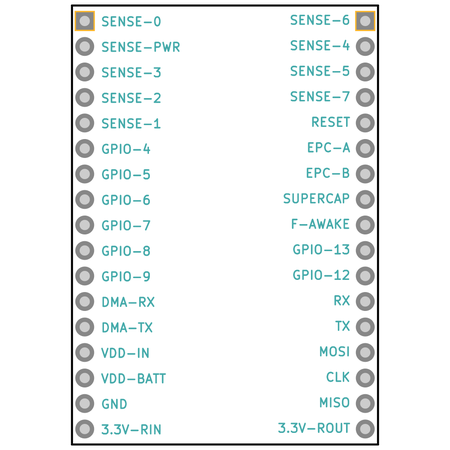 SENSE-0 SENSE-6
SENSE-PWR SENSE-4
SENSE-3 SENSE-5
SENSE-2 SENSE-7
SENSE-1 RESET
GPIO-4 EPC-A
GPIO-5 EPC-B
GPIO-6 SUPERCAP
GPIO-7 F-AWAKE
GPIO-8 GPIO-13
GPIO-9 GPIO-12
DMA-RX RX
DMA-TX TX
VDD-IN MOSI
VDD-BATT CLK
GND MISO
3.3V-RIN 3.3V-ROUT